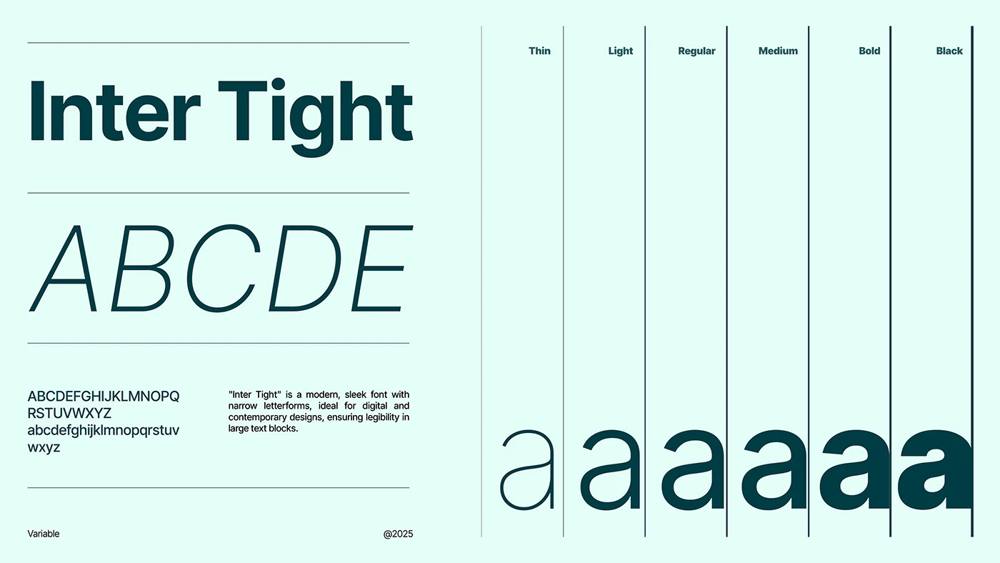 Inter Tight
ABCDE
ABCDEFGHIJKLMNOPQ
RSTUVWXYZ
abcdefghijklmnopqrstuv
wxyz
"Inter Tight" is a modern, sleek font with
narrow letterforms, ideal for digital and
contemporary designs, ensuring legibility in
large text blocks.
Variable
@2025
Thin
Light
Regular
Medium
Bold
Black
a a a a a a